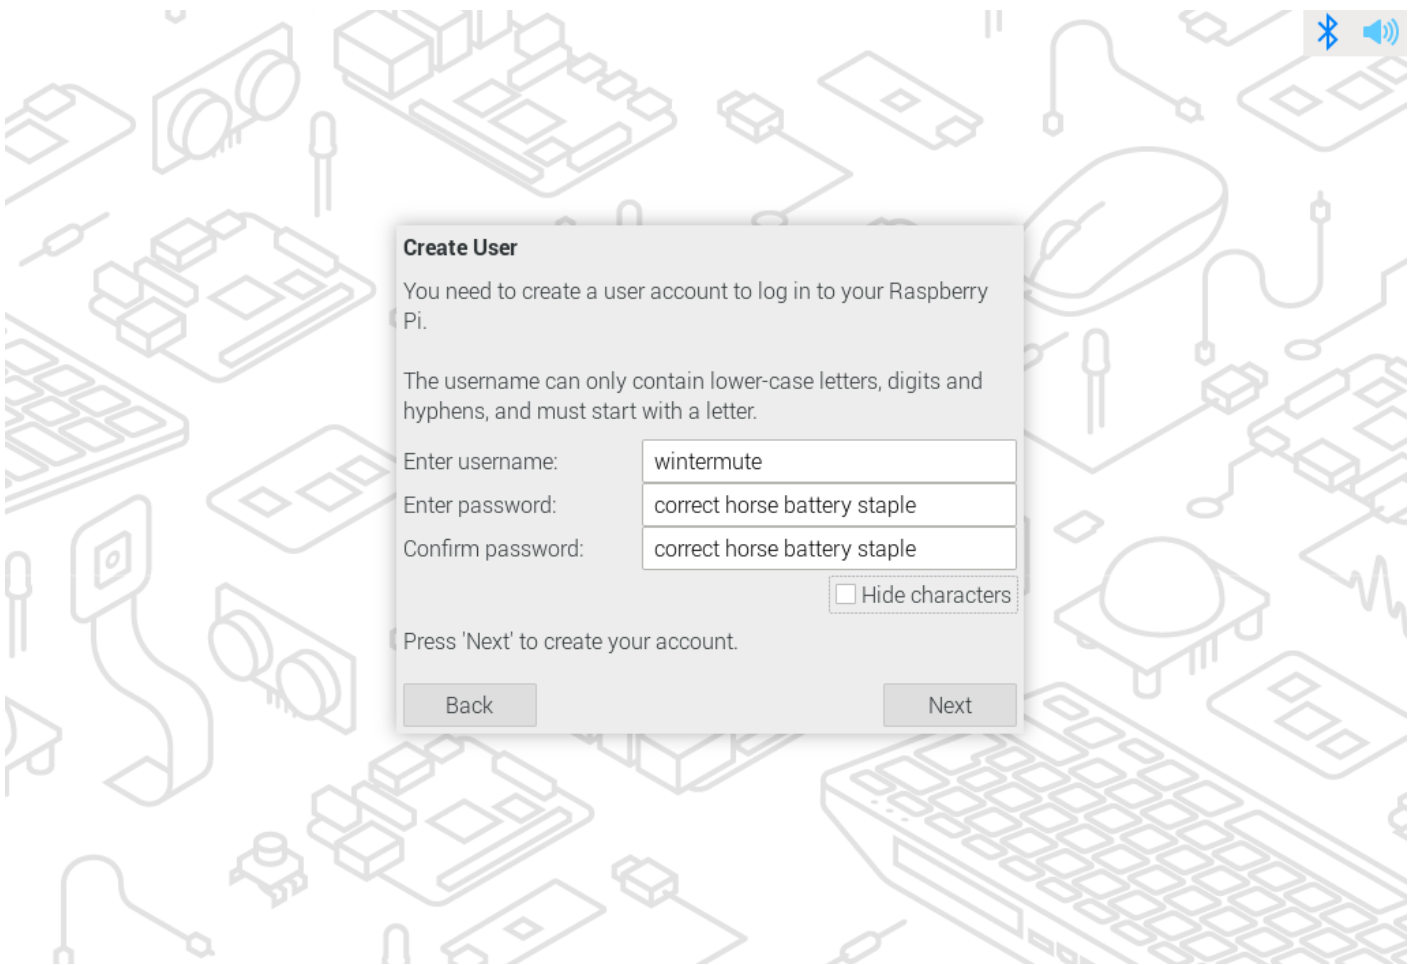 Create User
You need to create a user account to log in to your Raspberry
Pi.
The username can only contain lower-case letters, digits and
hyphens, and must start with a letter.
Enter username: wintermute
Enter password: correct horse battery staple
Confirm password: correct horse battery staple
Hide characters
Press 'Next' to create your account.
Back Next